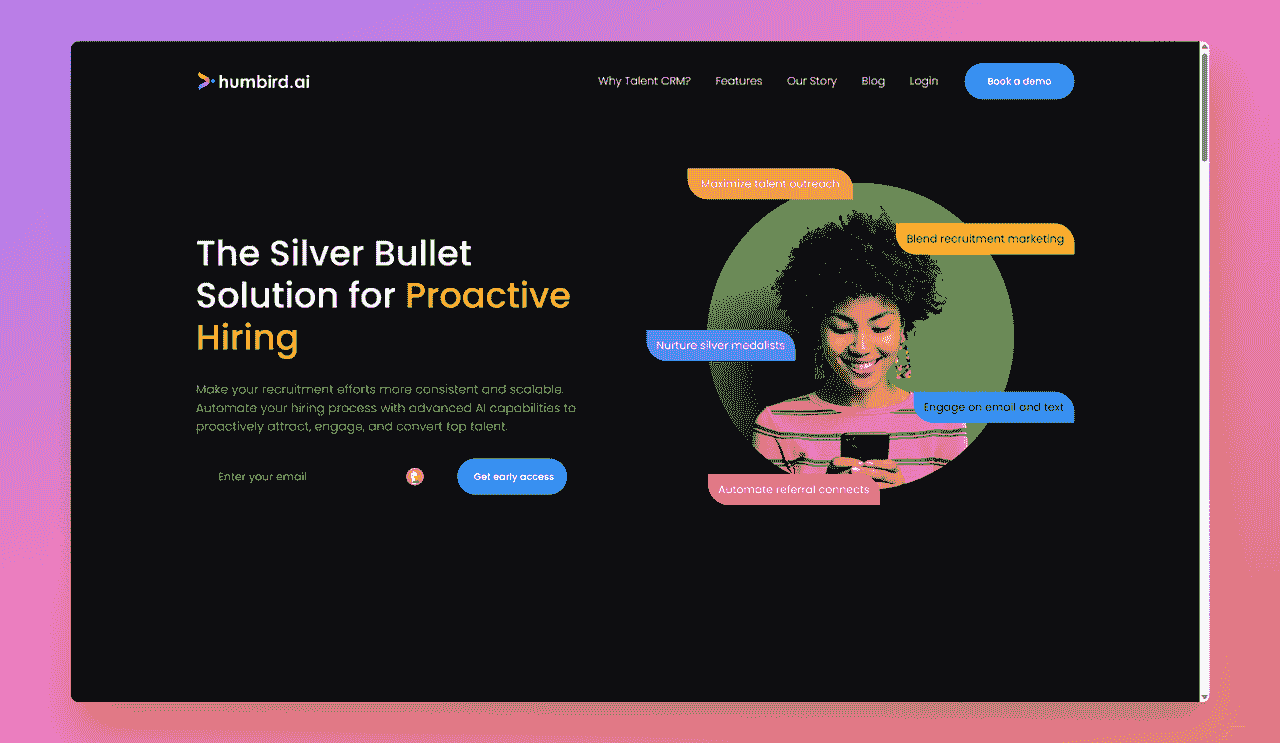 humbird.ai
Why Talent CRM?
Features
Our Story
Blog
Login
Book a demo
The Silver Bullet
Solution for Proactive
Hiring
Make your recruitment efforts more consistent and scalable.
Automate your hiring process with advanced AI capabilities to
proactively attract, engage, and convert top talent.
Enter your email
Get early access
Maximize talent outreach
Blend recruitment marketing
Nurture silver medalists
Engage on email and text
Automate referral connects